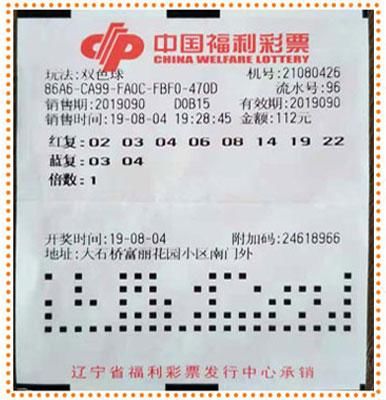 中国福利彩票
CHINA WELFARE LOTTERY
玩法:双色球 机号:21080426
86A6-CA99-FA0C-FBF0-470D 流水号:96
销售期:2019090 D0B15 有效期:2019090
销售时间:19-08-04 19:28:45 金额:112元
红复: 02 03 04 06 08 14 19 22
蓝复: 03 04
倍数: 1
开奖时间:19-08-04 附加码:24618966
地址:大石桥富丽花园小区南门外
辽宁省福利彩票发行中心承销